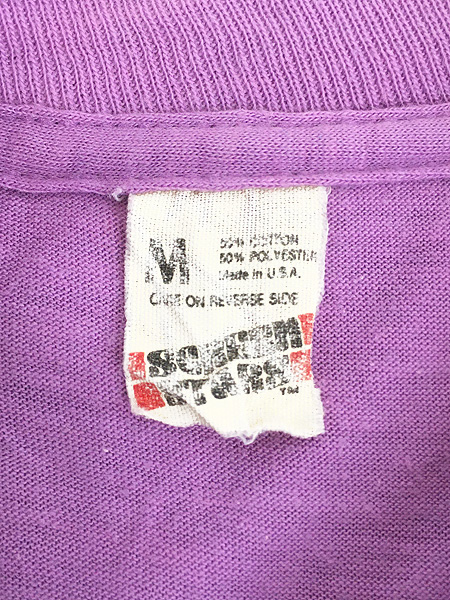 M
50% COTTON
50% POLYESTER
Made in U.S.A.
CARE ON REVERSE SIDE
SCREEN
STARS
TM